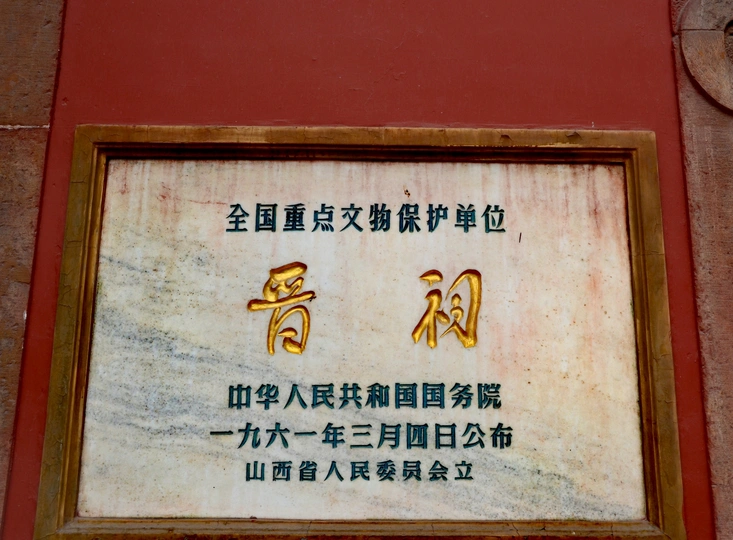 全国重点文物保护单位
晋祠
中华人民共和国国务院
一九六一年三月四日公布
山西省人民委员会立